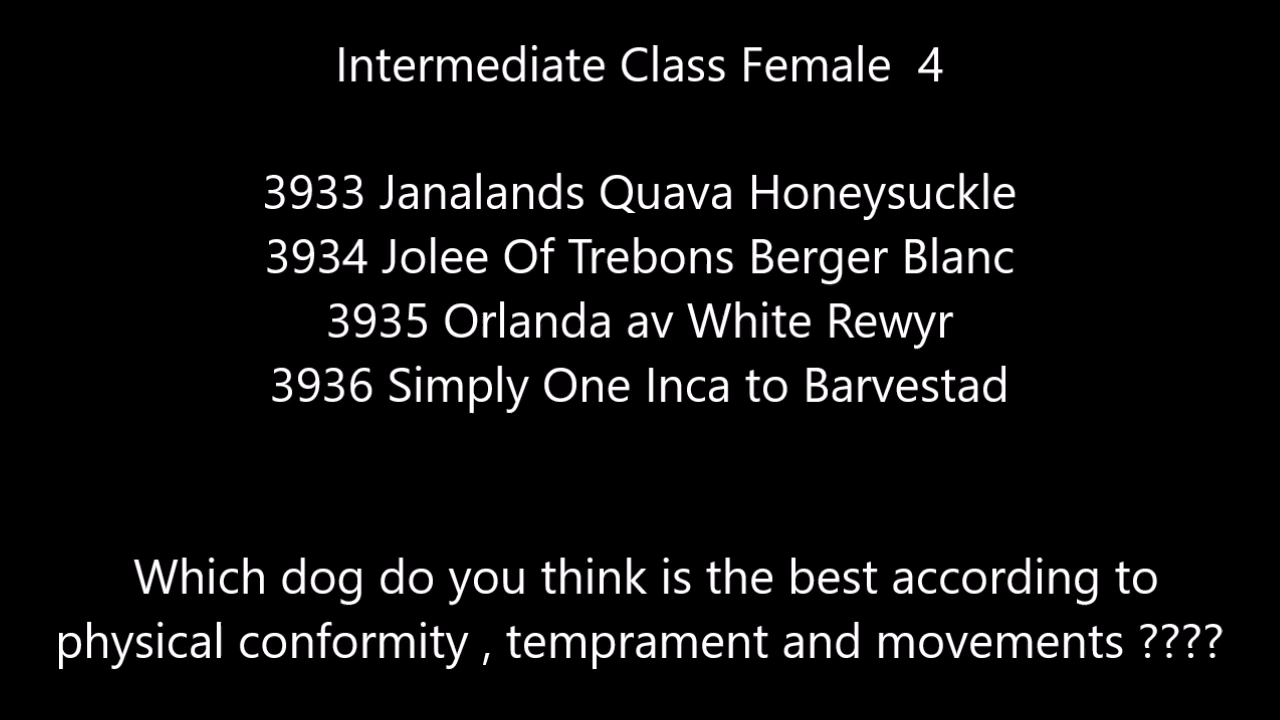 Intermediate Class Female  4
3933 Janalands Quava Honeysuckle
3934 Jolee Of Trebons Berger Blanc
3935 Orlanda av White Rewyr
3936 Simply One Inca to Barvestad
Which dog do you think is the best according to
physical conformity , temprament and movements ????